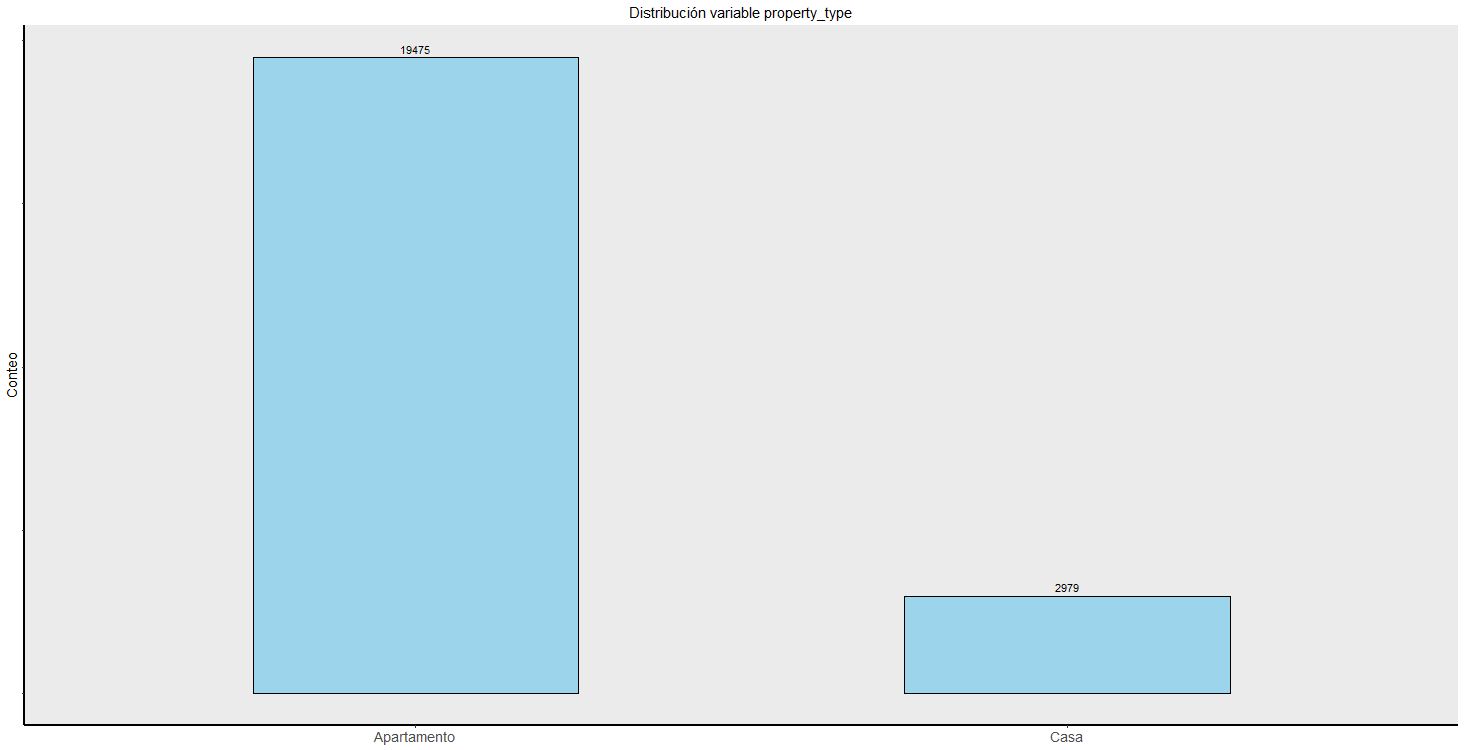 Distribución variable property_type
19475
2979
Conteo
Apartamento
Casa